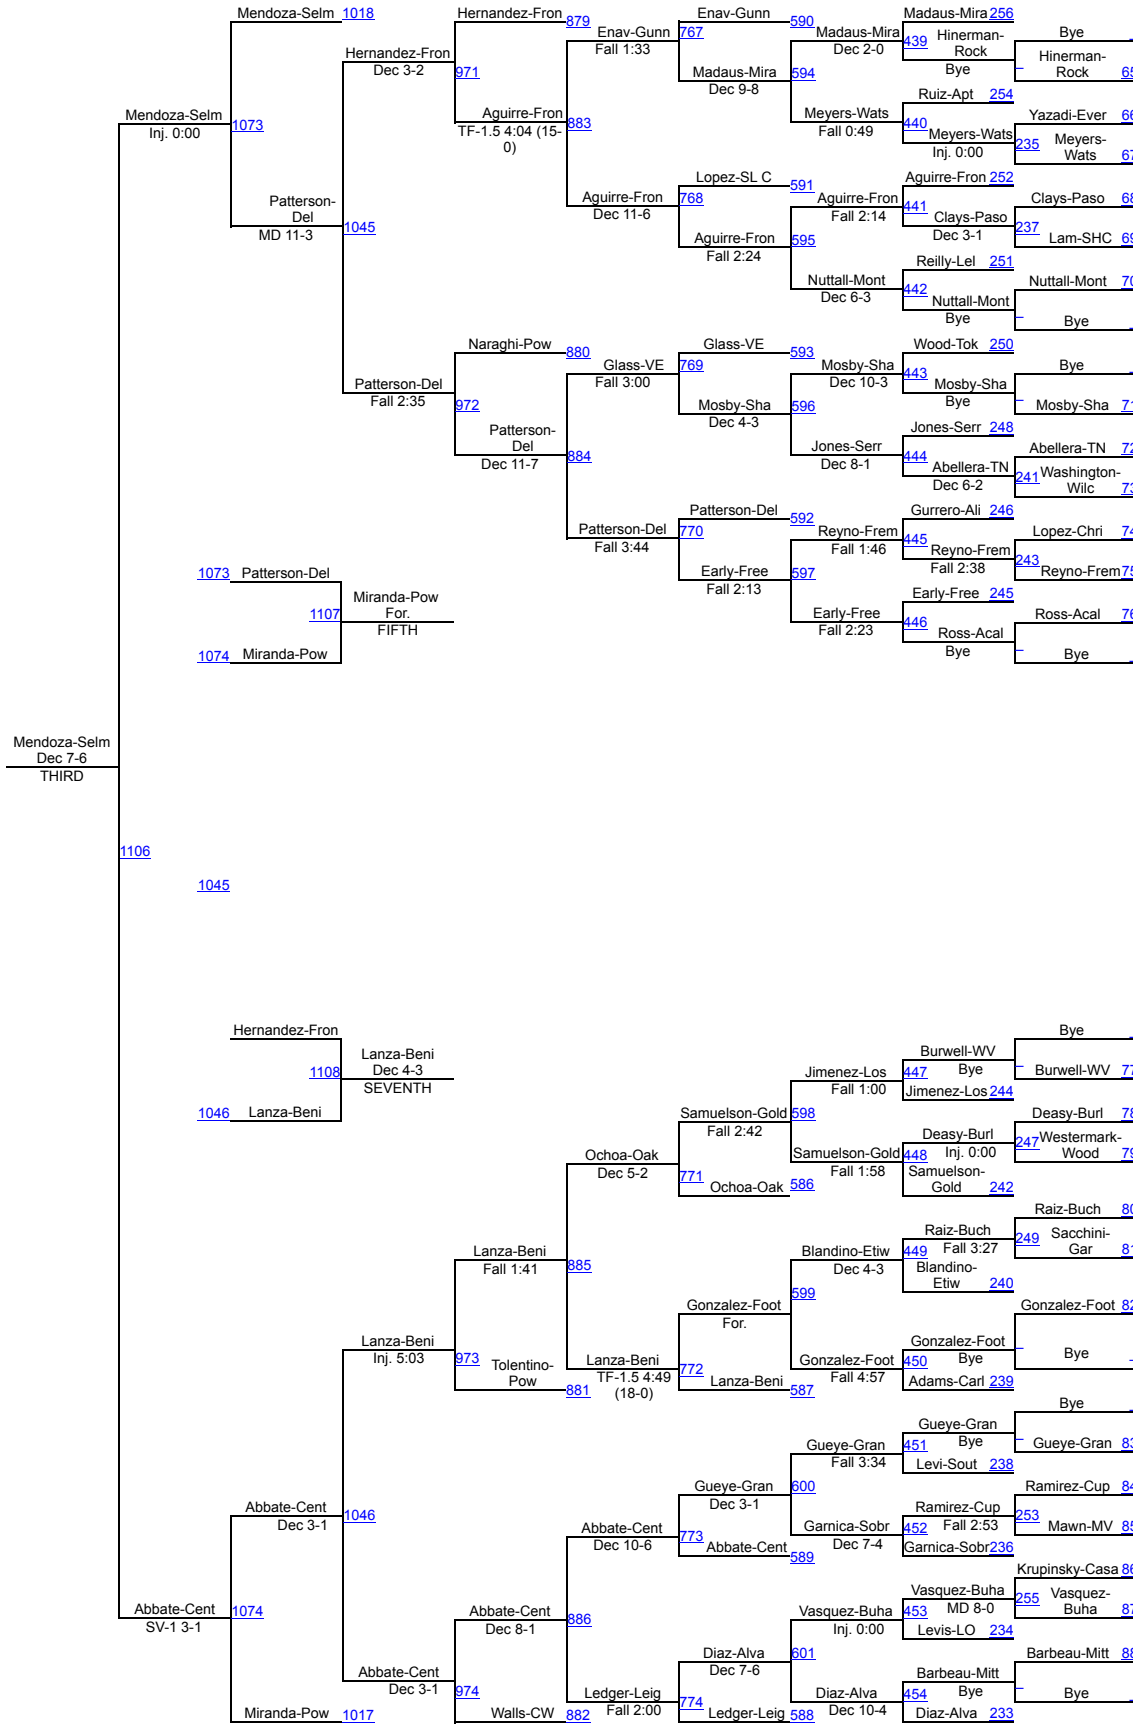 Mendoza-Selm 1018 Hernandez-Fron 879 Enav-Gunn 590 Madaus-Mira 256
Enav-Gunn 767 Madaus-Mira 439 Hinerman- Bye
Fall 1:33 Dec 2-0 Rock
Hernandez-Fron Bye Hinerman-
Dec 3-2 971 Madaus-Mira 594 Rock 65
Dec 9-8
Ruiz-Apt 254
Mendoza-Selm 1073 Aguirre-Fron 883 Meyers-Wats 440 Yazadi-Ever 66
Inj. 0:00 TF-1.5 4:04 (15- Fall 0:49 Meyers-Wats 235 Meyers-
0) Inj. 0:00 Wats 67
Lopez-SL C 591 Aguirre-Fron 252
Patterson- Aguirre-Fron 768 Aguirre-Fron 441 Clays-Paso 68
Del 1045 Dec 11-6 Fall 2:14 Clays-Paso 237
MD 11-3 Aguirre-Fron 595 Dec 3-1 Lam-SHC 69
Fall 2:24 Reilly-Lel 251
Nuttall-Mont 442 Nuttall-Mont 70
Dec 6-3 Nuttall-Mont
Bye Bye
Naraghi-Pow 880 Glass-VE 593 Wood-Tok 250
Glass-VE 769 Mosby-Sha 443 Bye
Patterson-Del Fall 3:00 Dec 10-3 Mosby-Sha
Fall 2:35 972 Mosby-Sha 596 Bye Mosby-Sha 71
Dec 4-3 Jones-Serr 248
Patterson- Jones-Serr 444 Abellera-TN 72
Del 884 Dec 8-1 Abellera-TN 241 Washington-
Dec 11-7 Dec 6-2 Wilc 73
Patterson-Del 592 Gurrero-Ali 246
Patterson-Del 770 Reyno-Frem 445 Lopez-Chri 74
Fall 3:44 Fall 1:46 Reyno-Frem 243
1073 Patterson-Del Early-Free 597 Fall 2:38 Reyno-Frem 75
Miranda-Pow Fall 2:13 Early-Free 245
1107 For. Early-Free 446 Ross-Acal 76
FIFTH Fall 2:23 Ross-Acal
1074 Miranda-Pow Bye Bye
Mendoza-Selm
Dec 7-6
THIRD
1106
1045
Hernandez-Fron Bye
Lanza-Beni Burwell-WV
1108 Dec 4-3 Jimenez-Los 447 Bye Burwell-WV 77
SEVENTH Fall 1:00 Jimenez-Los 244
1046 Lanza-Beni Samuelson-Gold 598 Deasy-Burl 78
Fall 2:42 Deasy-Burl 247 Westermark-
Ochoa-Oak Samuelson-Gold 448 Inj. 0:00 Wood 79
Dec 5-2 771 Fall 1:58 Samuelson-
Ochoa-Oak 586 Gold 242
Raiz-Buch 80
Raiz-Buch 249 Sacchini-
Lanza-Beni 885 Blandino-Etiw 449 Fall 3:27 Gar 81
Fall 1:41 Dec 4-3 Blandino-
599 Etiw 240
Gonzalez-Foot Gonzalez-Foot 82
For.
Lanza-Beni Gonzalez-Foot
Inj. 5:03 973 Tolentino- Lanza-Beni 772 Gonzalez-Foot 450 Bye Bye
Pow 881 TF-1.5 4:49 Lanza-Beni 587 Fall 4:57 Adams-Carl 239
(18-0)
Bye
Gueye-Gran
Gueye-Gran 451 Bye Gueye-Gran 83
Fall 3:34 Levi-Sout 238
Gueye-Gran 600 Ramirez-Cup 84
Abbate-Cent 1046 Dec 3-1 Ramirez-Cup 253
Dec 3-1 Abbate-Cent 773 Garnica-Sobr 452 Fall 2:53 Mawn-MV 85
Dec 10-6 Abbate-Cent 589 Dec 7-4 Garnica-Sobr 236
Krupinsky-Casa 86
Vasquez-Buha 255 Vasquez-
Abbate-Cent 1074 Abbate-Cent 886 Vasquez-Buha 453 MD 8-0 Buha 87
SV-1 3-1 Dec 8-1 Inj. 0:00 Levis-LO 234
Diaz-Alva 601 Barbeau-Mitt 88
Dec 7-6
Abbate-Cent Barbeau-Mitt
Dec 3-1 974 Ledger-Leig 774 Diaz-Alva 454 Bye Bye
Miranda-Pow 1017 Walls-CW 882 Fall 2:00 Ledger-Leig 588 Dec 10-4 Diaz-Alva 233